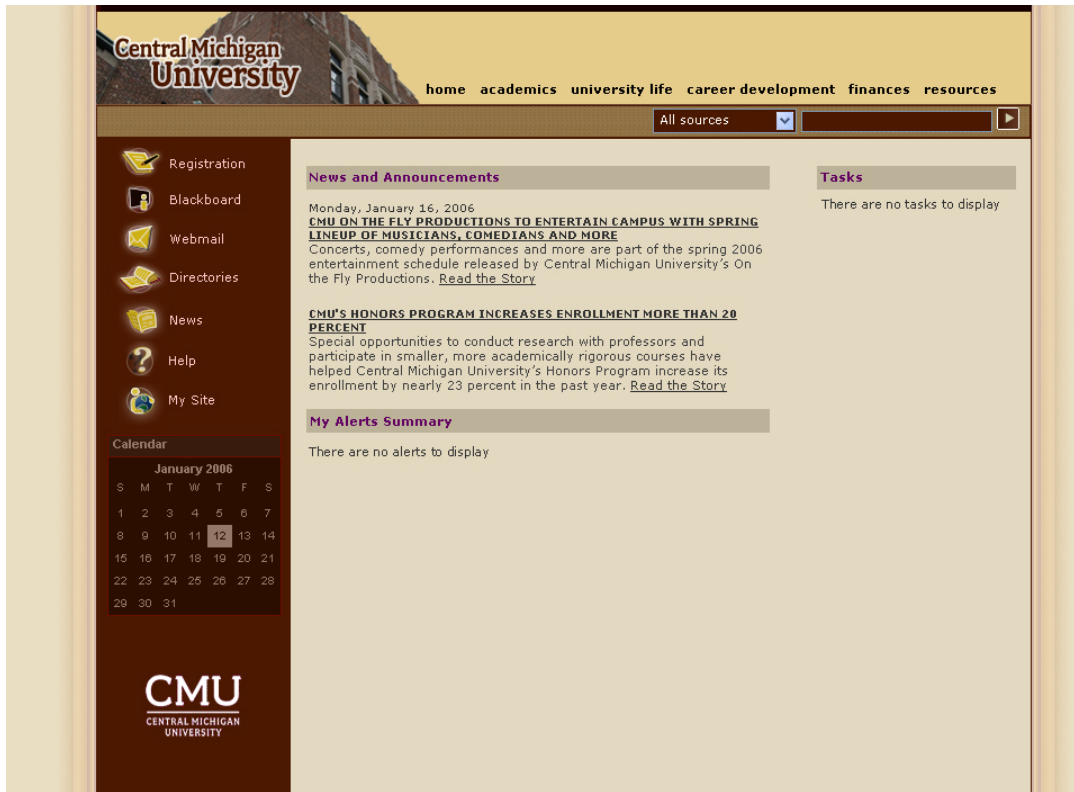 Central Michigan
University
home academics university life career development finances resources
All sources
Registration
Blackboard
Webmail
Directories
News
Help
My Site
Calendar
January 2006
S M T W T F S
1 2 3 4 5 6 7
8 9 10 11 12 13 14
15 16 17 18 19 20 21
22 23 24 25 26 27 28
29 30 31
CMU
CENTRAL MICHIGAN
UNIVERSITY
News and Announcements
Monday, January 16, 2006
CMU ON THE FLY PRODUCTIONS TO ENTERTAIN CAMPUS WITH SPRING
LINEUP OF MUSICIANS, COMEDIANS AND MORE
Concerts, comedy performances and more are part of the spring 2006
entertainment schedule released by Central Michigan University's On
the Fly Productions. Read the Story
CMU'S HONORS PROGRAM INCREASES ENROLLMENT MORE THAN 20
PERCENT
Special opportunities to conduct research with professors and
participate in smaller, more academically rigorous courses have
helped Central Michigan University's Honors Program increase its
enrollment by nearly 23 percent in the past year. Read the Story
My Alerts Summary
There are no alerts to display
Tasks
There are no tasks to display